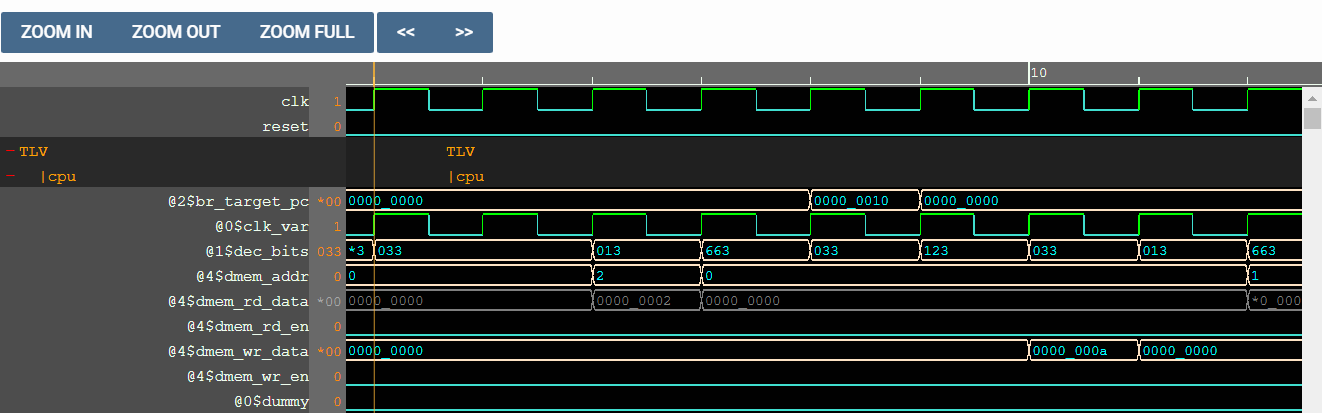 ZOOM IN ZOOM OUT ZOOM FULL << >>
10
clk 1
reset 0
−TLV TLV
− |cpu |cpu
@2$br_target_pc *00 0000_0000 0000_0010 0000_0000
@0$clk_var 1
@1$dec_bits 033 *3 033 013 663 033 123 033 013 663
@4$dmem_addr 0 0 2 0 1
@4$dmem_rd_data *00 0000_0000 0000_0002 0000_0000 *0_000
@4$dmem_rd_en 0
@4$dmem_wr_data *00 0000_0000 0000_000a 0000_0000
@4$dmem_wr_en 0
@0$dummy 0